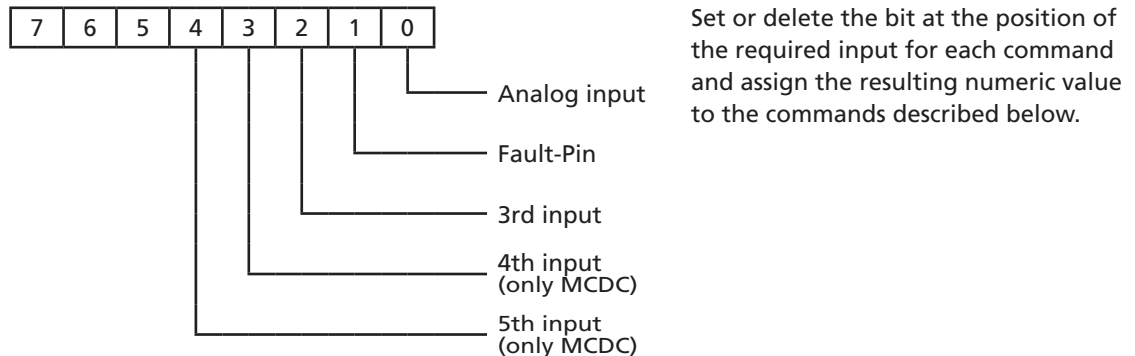 7 6 5 4 3 2 1 0
Analog input
Fault-Pin
3rd input
4th input
(only MCDC)
5th input
(only MCDC)
Set or delete the bit at the position of
the required input for each command
and assign the resulting numeric value
to the commands described below.